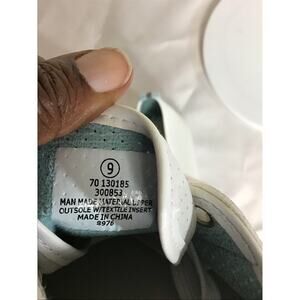 9
70 130185
300853
MAN MADE MATERIAL UPPER
OUTSOLE W/TEXTILE INSERT
MADE IN CHINA
8976